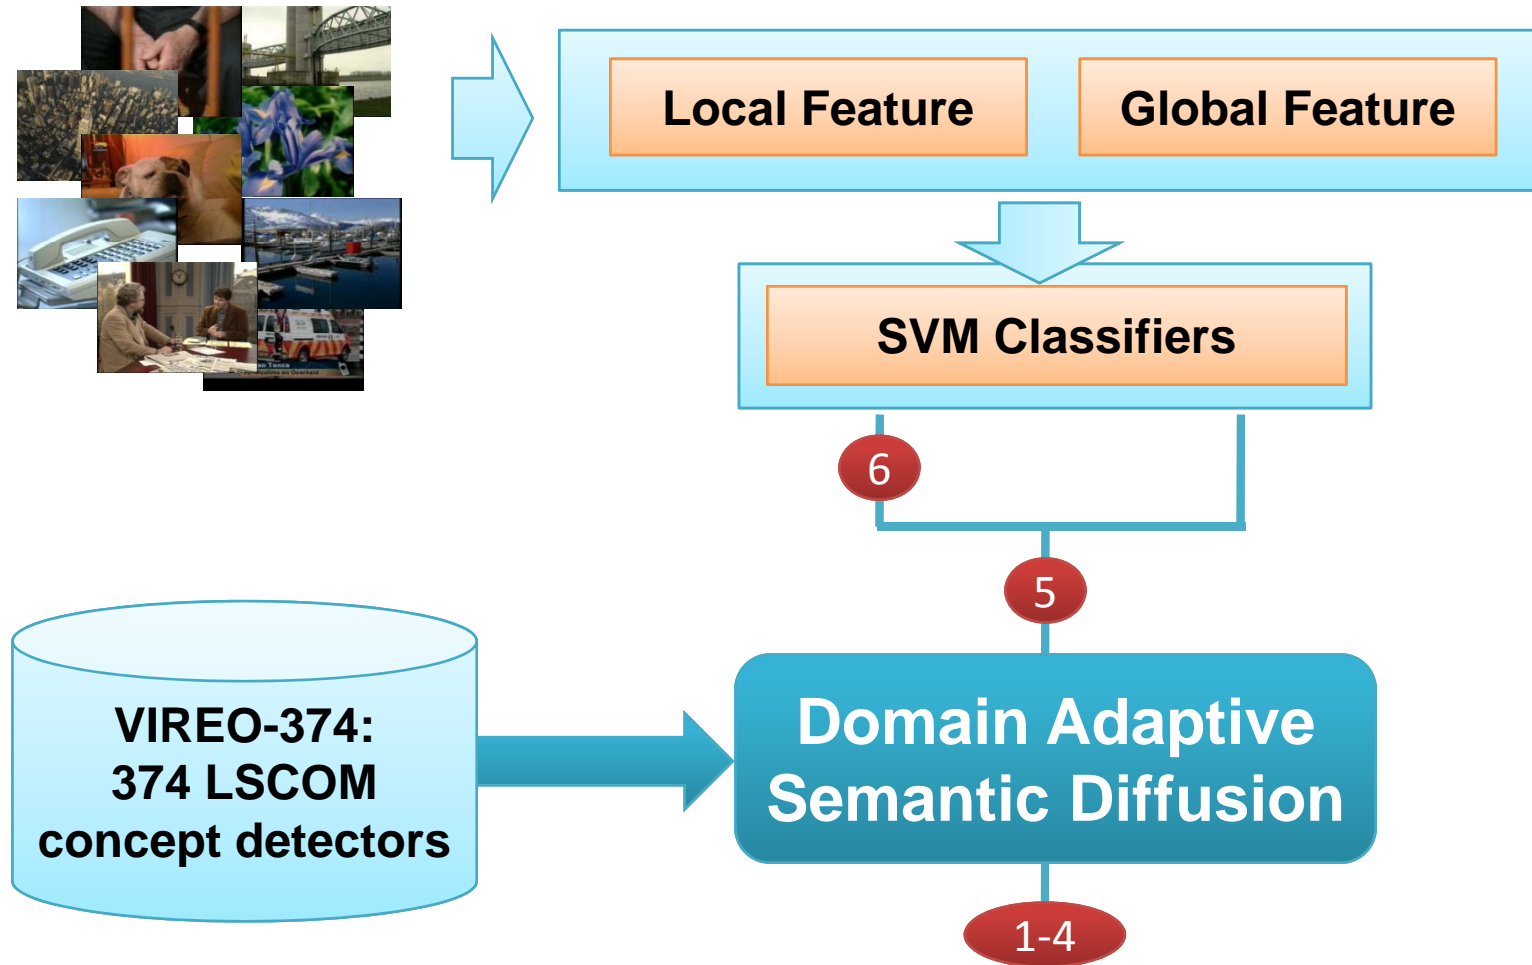 Local Feature
Global Feature
SVM Classifiers
6
5
VIREO-374:
374 LSCOM
concept detectors
Domain Adaptive
Semantic Diffusion
1-4